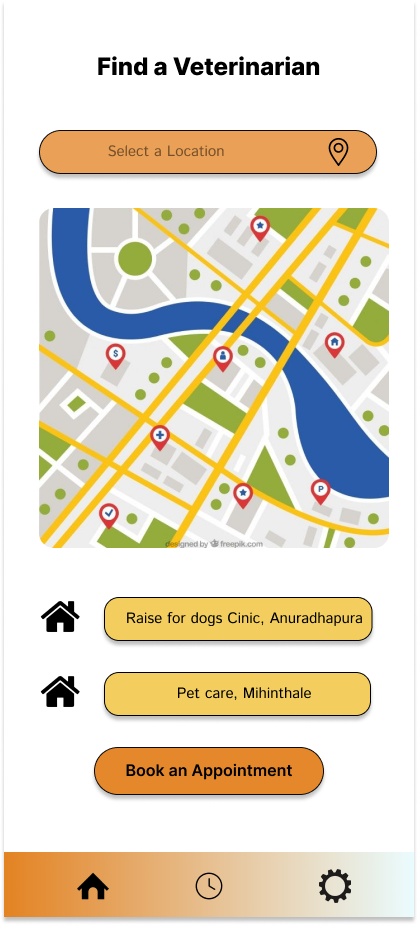 Find a Veterinarian
Select a Location
$
P
designed by freepik.com
Raise for dogs Cinic, Anuradhapura
Pet care, Mihinthale
Book an Appointment